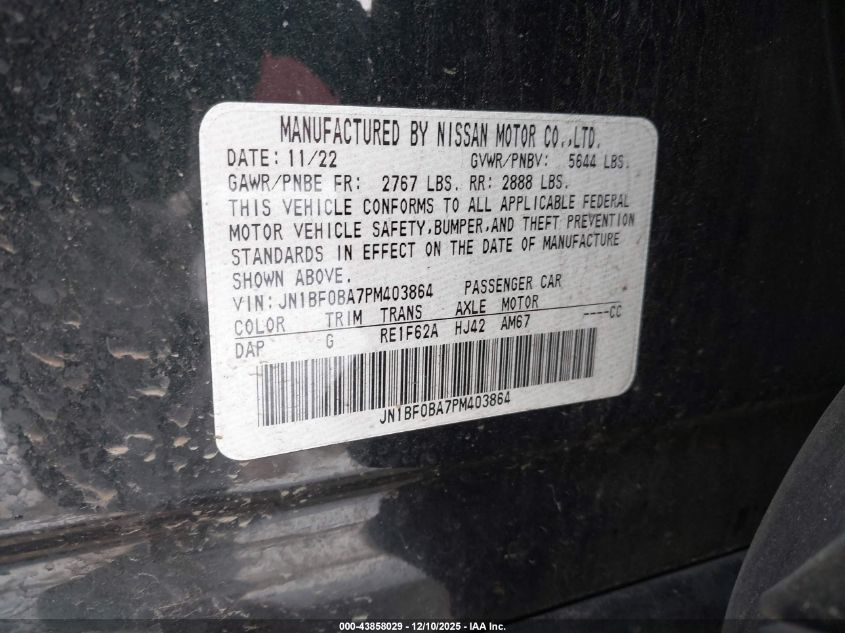 MANUFACTURED BY NISSAN MOTOR CO.,LTD.
DATE: 11/22 GVWR/PNBV: 5644 LBS.
GAWR/PNBE FR: 2767 LBS. RR: 2888 LBS.
THIS VEHICLE CONFORMS TO ALL APPLICABLE FEDERAL
MOTOR VEHICLE SAFETY,BUMPER,AND THEFT PREVENTION
STANDARDS IN EFFECT ON THE DATE OF MANUFACTURE
SHOWN ABOVE.
VIN: JN1BF0BA7PM403864 PASSENGER CAR
COLOR TRIM TRANS AXLE MOTOR ----CC
DAP G RE1F62A HJ42 AM67
JN1BF0BA7PM403864
000-43858029 - 12/10/2025 - IAA Inc.